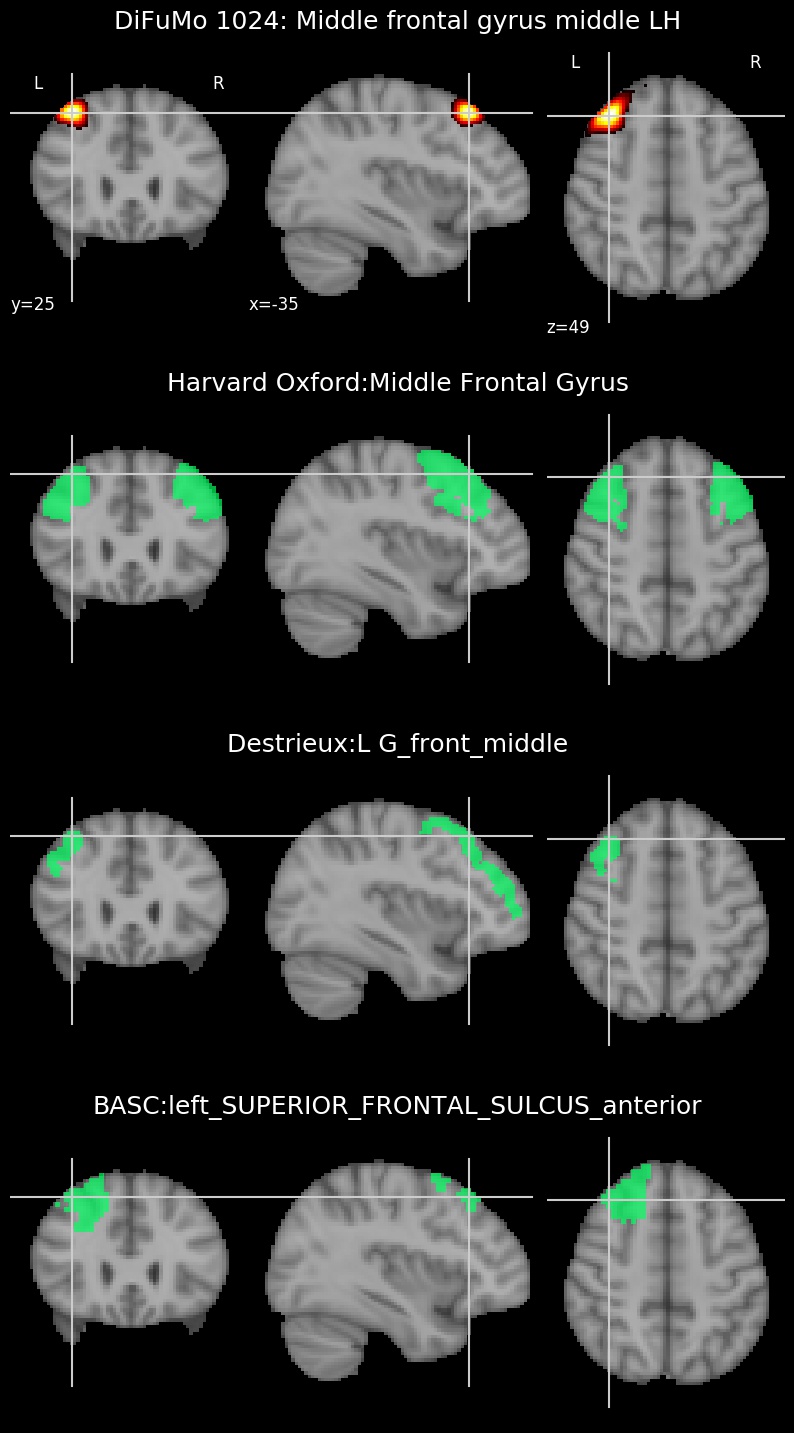 DiFuMo 1024: Middle frontal gyrus middle LH
L R L R
y=25 x=-35 z=49
Harvard Oxford:Middle Frontal Gyrus
Destrieux:L G_front_middle
BASC:left_SUPERIOR_FRONTAL_SULCUS_anterior